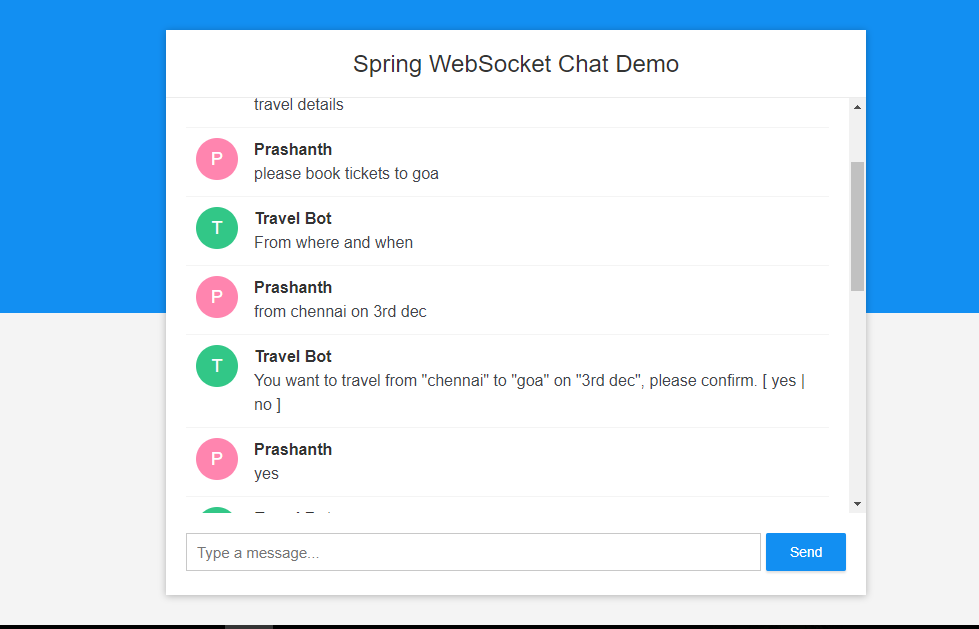 Spring WebSocket Chat Demo
travel details
P
Prashanth
please book tickets to goa
T
Travel Bot
From where and when
P
Prashanth
from chennai on 3rd dec
T
Travel Bot
You want to travel from "chennai" to "goa" on "3rd dec", please confirm. [ yes |
no ]
P
Prashanth
yes
Type a message...
Send